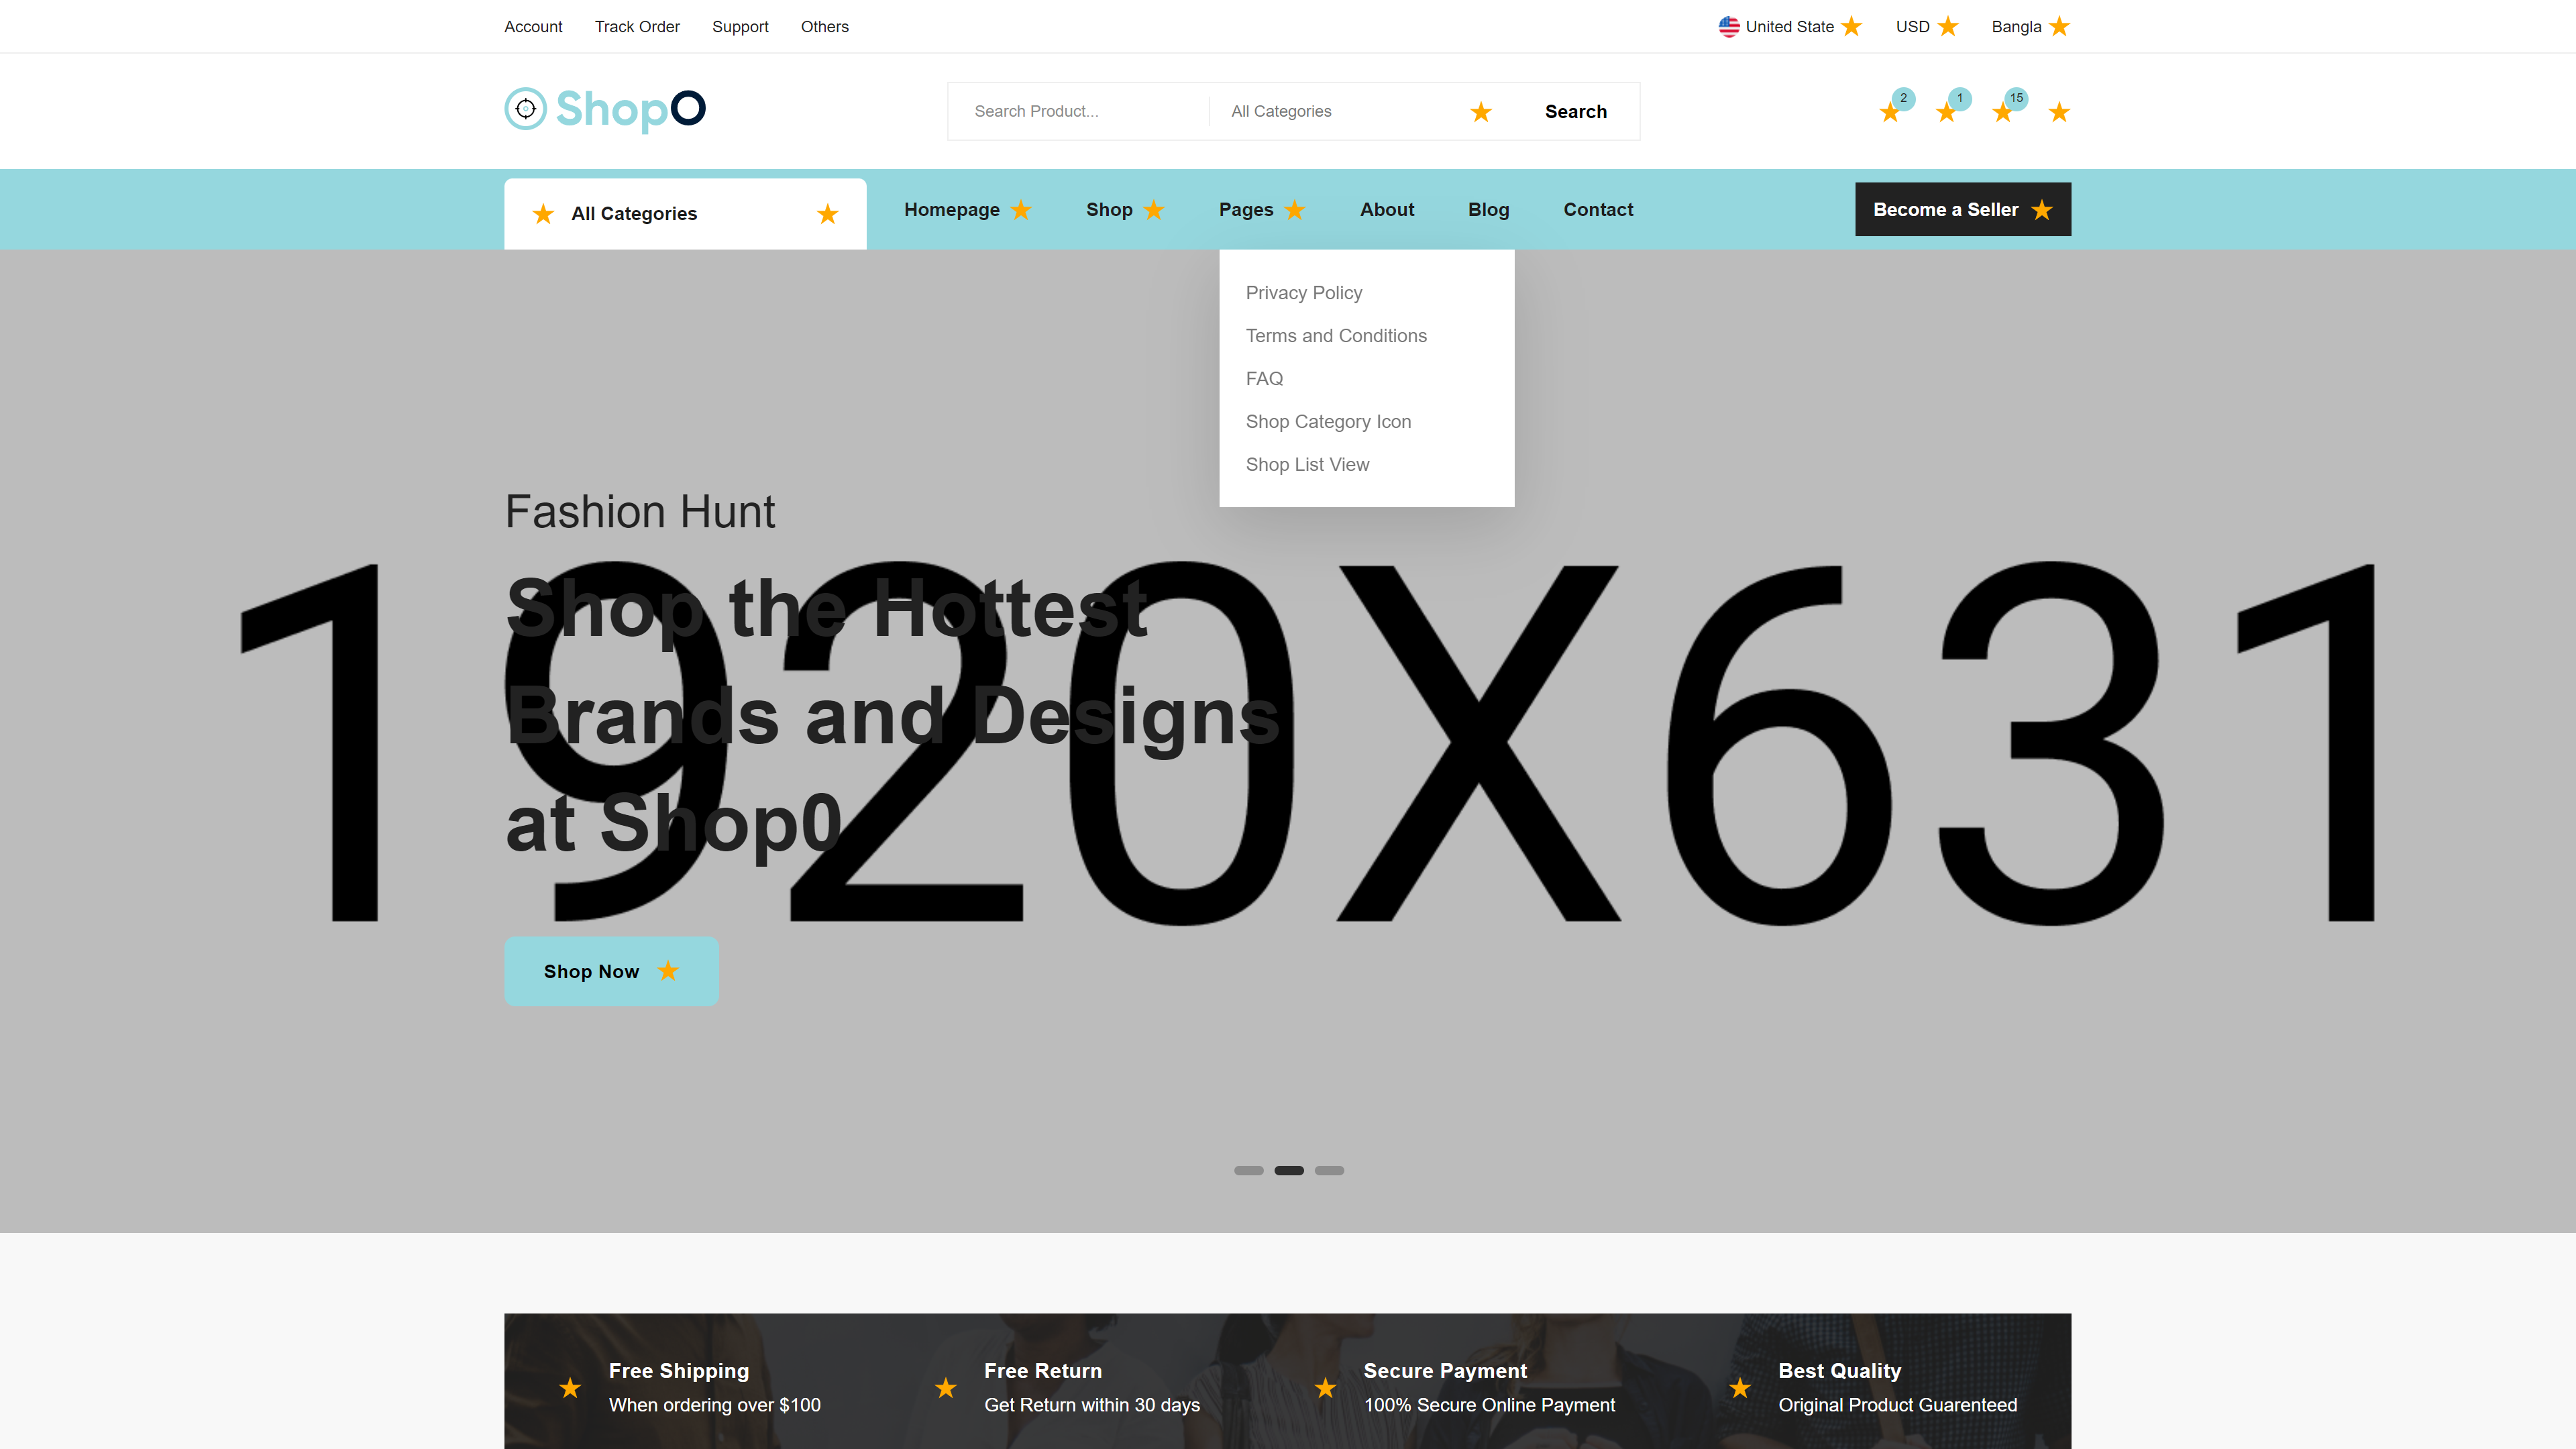 Account Track Order Support Others United State USD Bangla
ShopO Search Product... All Categories Search 2 1 15
All Categories Homepage Shop Pages About Blog Contact Become a Seller
Privacy Policy
Terms and Conditions
FAQ
Shop Category Icon
Shop List View
Fashion Hunt
1920X631
Shop the Hottest
Brands and Designs
at Shop0
Shop Now
Free Shipping Free Return Secure Payment Best Quality
When ordering over $100 Get Return within 30 days 100% Secure Online Payment Original Product Guarenteed